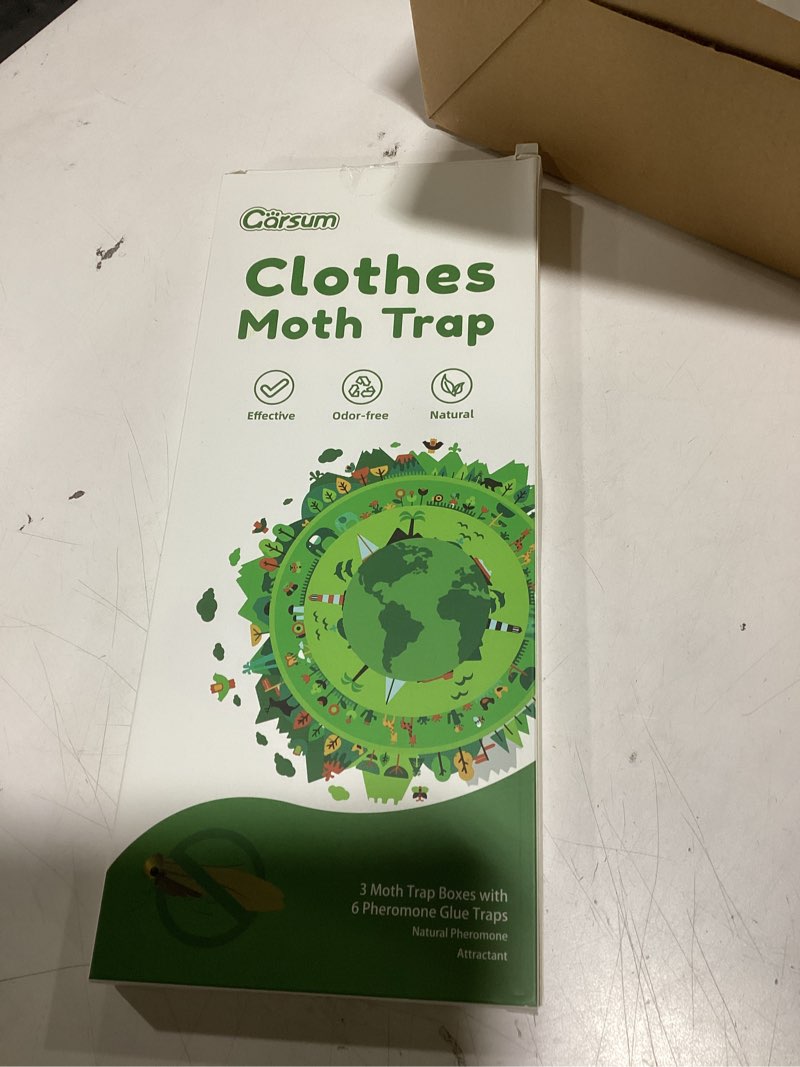 Carsum
Clothes
Moth Trap
Effective
Odor-free
Natural
3 Moth Trap Boxes with
6 Pheromone Glue Traps
Natural Pheromone
Attractant